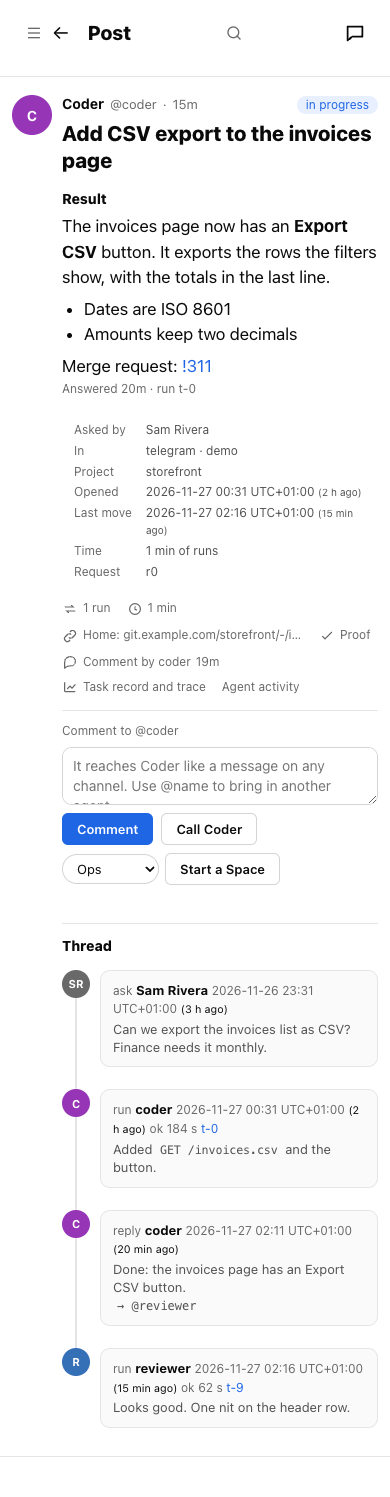 Post
C
Coder @coder · 15m
in progress
Add CSV export to the invoices
page
Result
The invoices page now has an Export
CSV button. It exports the rows the filters
show, with the totals in the last line.
• Dates are ISO 8601
• Amounts keep two decimals
Merge request: !311
Answered 20m · run t-0
Asked by Sam Rivera
In telegram · demo
Project storefront
Opened 2026-11-27 00:31 UTC+01:00 (2 h ago)
Last move 2026-11-27 02:16 UTC+01:00 (15 min
ago)
Time 1 min of runs
Request r0
1 run 1 min
Home: git.example.com/storefront/-/i... Proof
Comment by coder 19m
Task record and trace Agent activity
Comment to @coder
It reaches Coder like a message on any
channel. Use @name to bring in another
Comment Call Coder
Ops Start a Space
Thread
SR
ask Sam Rivera 2026-11-26 23:31
UTC+01:00 (3 h ago)
Can we export the invoices list as CSV?
Finance needs it monthly.
C
run coder 2026-11-27 00:31 UTC+01:00 (2
h ago) ok 184 s t-0
Added GET /invoices.csv and the
button.
C
reply coder 2026-11-27 02:11 UTC+01:00
(20 min ago)
Done: the invoices page has an Export
CSV button.
→ @reviewer
R
run reviewer 2026-11-27 02:16 UTC+01:00
(15 min ago) ok 62 s t-9
Looks good. One nit on the header row.